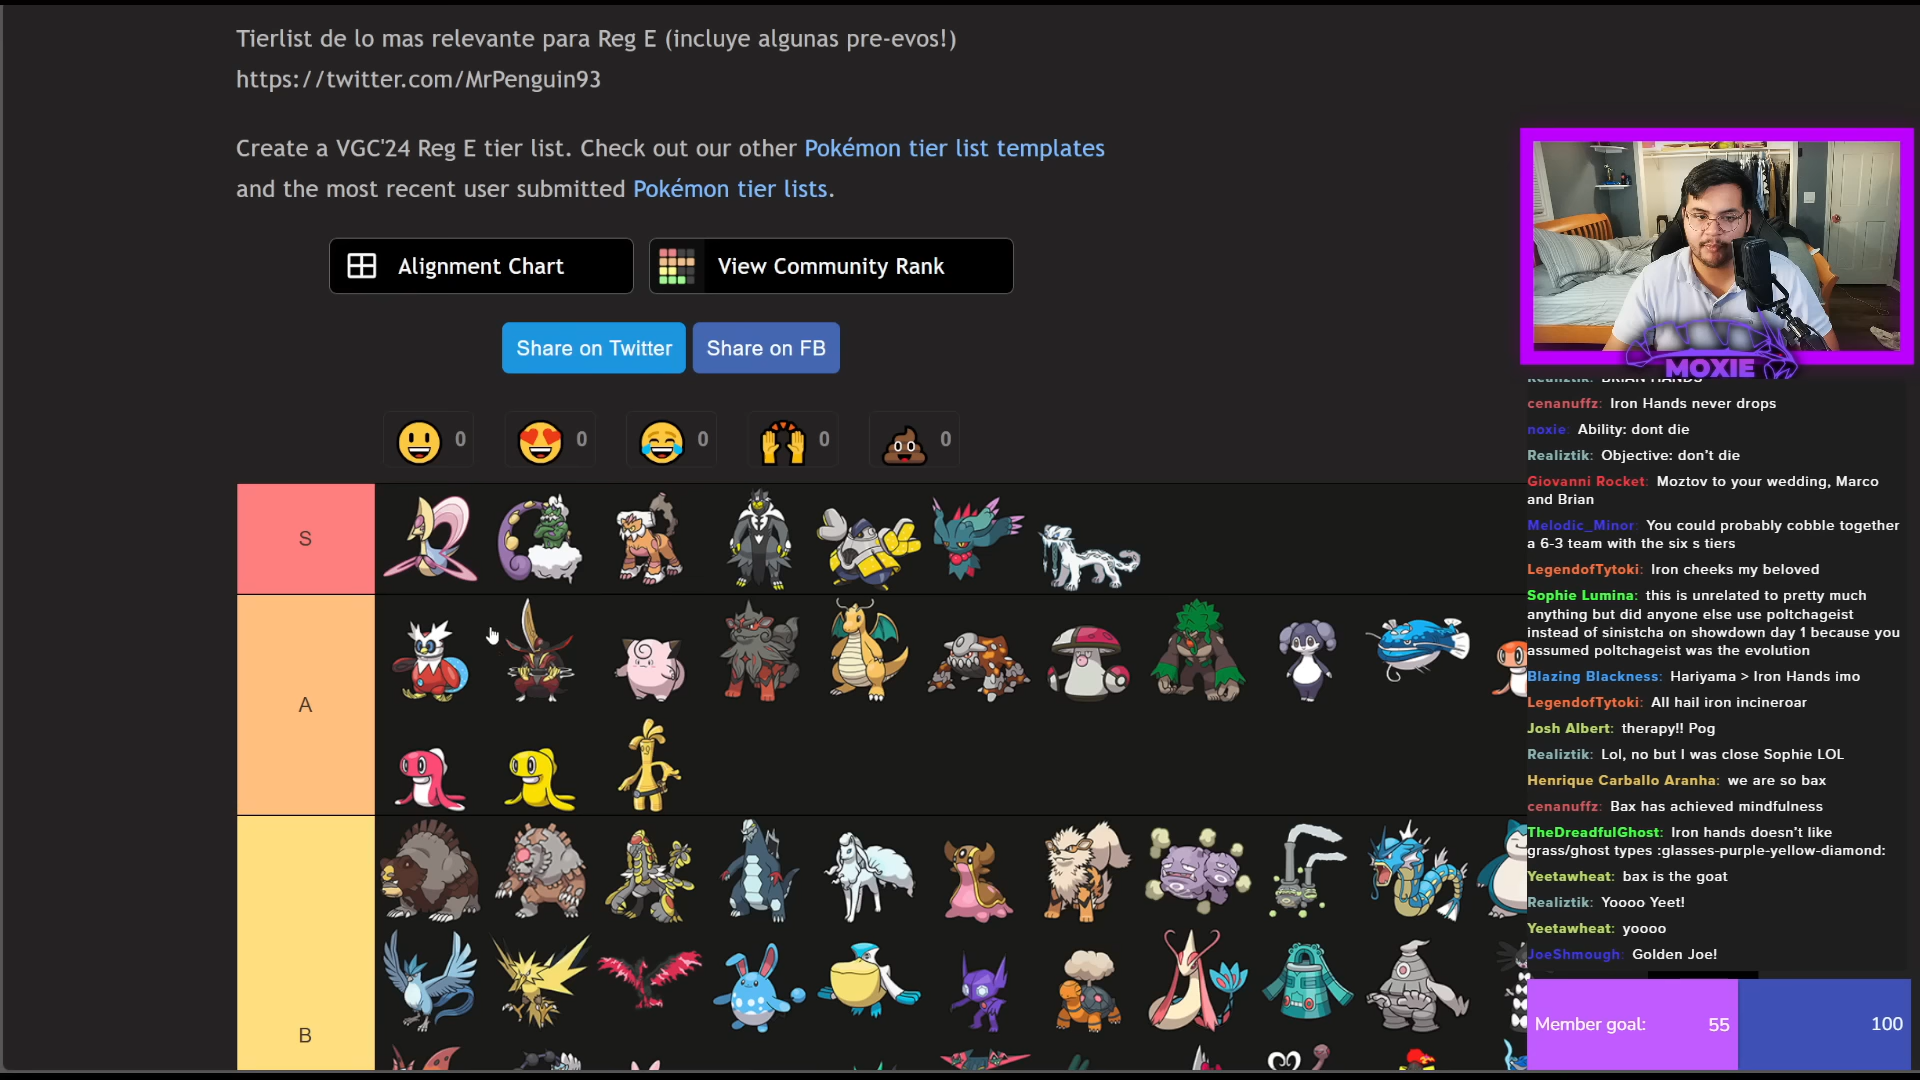 Tierlist de lo mas relevante para Reg E (incluye algunas pre-evos!)
https://twitter.com/MrPenguin93
Create a VGC'24 Reg E tier list. Check out our other Pokémon tier list templates
and the most recent user submitted Pokémon tier lists.
Alignment Chart
View Community Rank
Share on Twitter
Share on FB
0
0
0
0
0
S
A
B
MOXIE
Realiztik: BRIAN HANDS
cenanuffz: Iron Hands never drops
noxie: Ability: dont die
Realiztik: Objective: don't die
Giovanni Rocket: Moztov to your wedding, Marco
and Brian
Melodic_Minor: You could probably cobble together
a 6-3 team with the six s tiers
LegendofTytoki: Iron cheeks my beloved
Sophie Lumina: this is unrelated to pretty much
anything but did anyone else use poltchageist
instead of sinistcha on showdown day 1 because you
assumed poltchageist was the evolution
Blazing Blackness: Hariyama > Iron Hands imo
LegendofTytoki: All hail iron incineroar
Josh Albert: therapy!! Pog
Realiztik: Lol, no but I was close Sophie LOL
Henrique Carballo Aranha: we are so bax
cenanuffz: Bax has achieved mindfulness
TheDreadfulGhost: Iron hands doesn't like
grass/ghost types :glasses-purple-yellow-diamond:
Yeetawheat: bax is the goat
Realiztik: Yoooo Yeet!
Yeetawheat: yoooo
JoeShmough: Golden Joe!
Member goal: 55 100